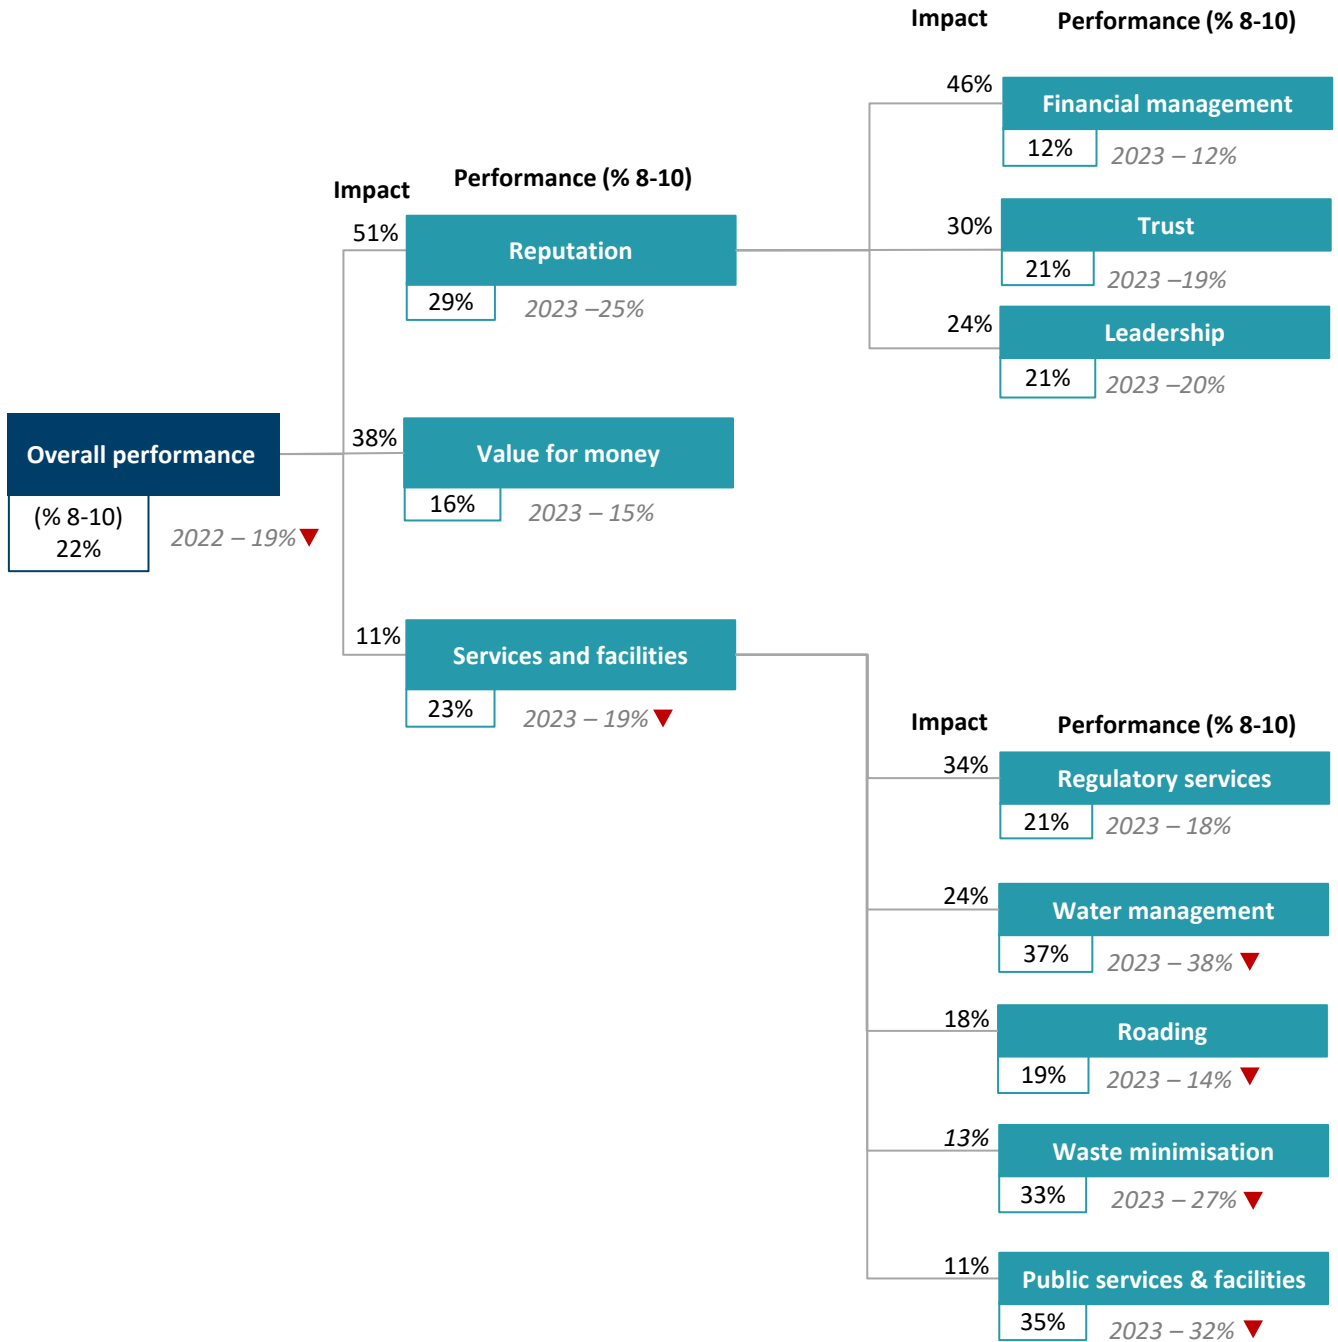 Impact
Performance (% 8-10)
46%
Financial management
12%
2023 – 12%
30%
Trust
21%
2023 –19%
24%
Leadership
21%
2023 –20%
Impact
Performance (% 8-10)
51%
Reputation
29%
2023 –25%
38%
Value for money
16%
2023 – 15%
11%
Services and facilities
23%
2023 – 19%
Overall performance
(% 8-10)
22%
2022 – 19%
Impact
Performance (% 8-10)
34%
Regulatory services
21%
2023 – 18%
24%
Water management
37%
2023 – 38%
18%
Roading
19%
2023 – 14%
13%
Waste minimisation
33%
2023 – 27%
11%
Public services & facilities
35%
2023 – 32%